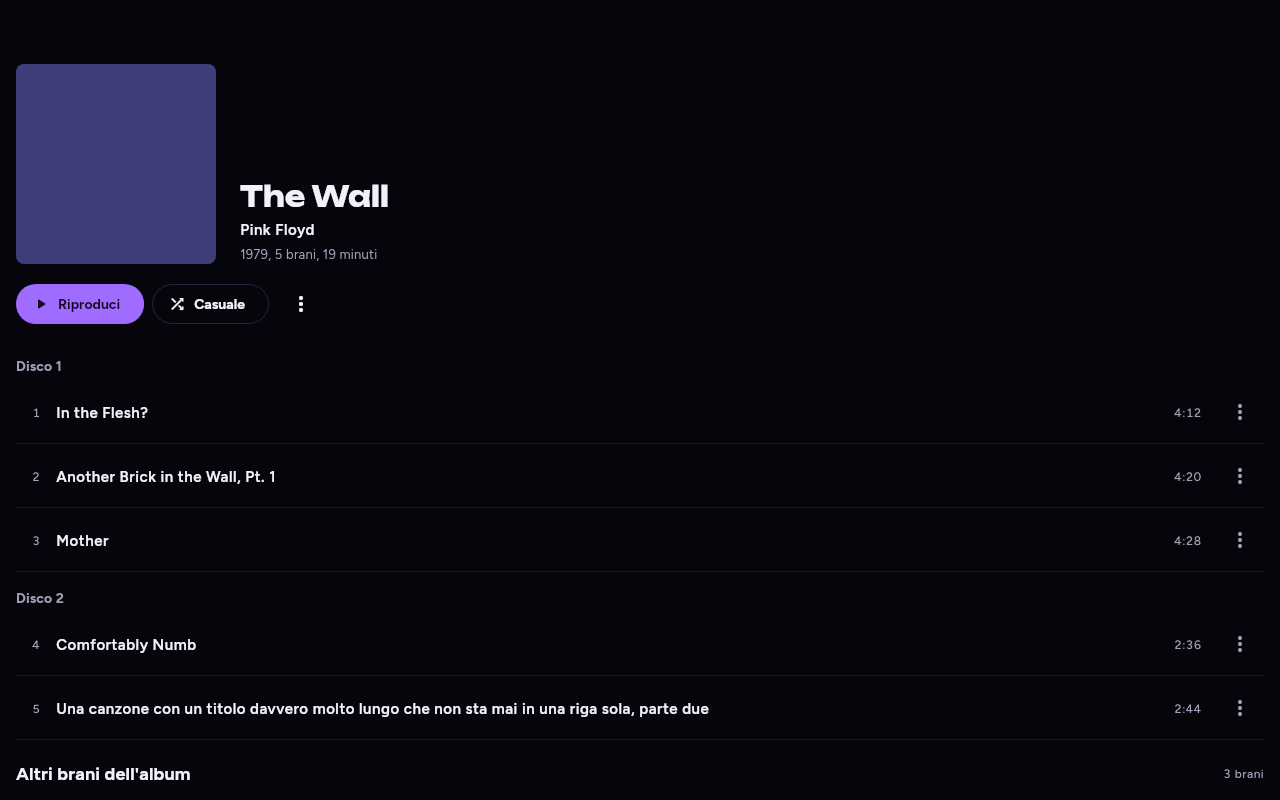 The Wall
Pink Floyd
1979, 5 brani, 19 minuti
Riproduci
Casuale
Disco 1
1 In the Flesh? 4:12
2 Another Brick in the Wall, Pt. 1 4:20
3 Mother 4:28
Disco 2
4 Comfortably Numb 2:36
5 Una canzone con un titolo davvero molto lungo che non sta mai in una riga sola, parte due 2:44
Altri brani dell'album 3 brani